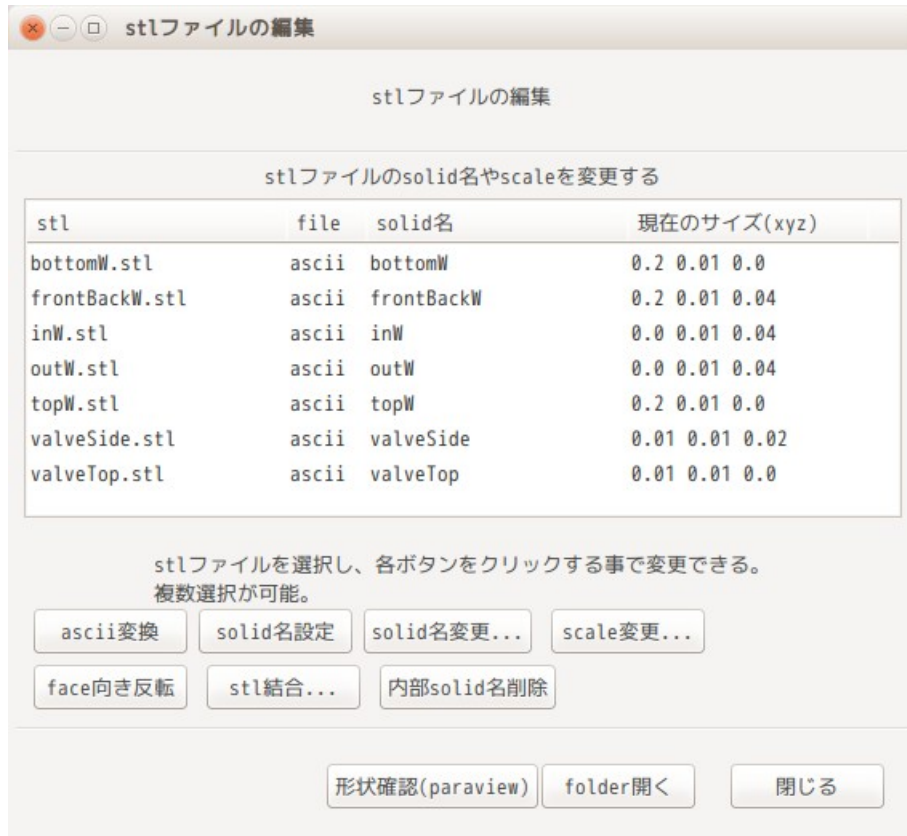 stlファイルの編集
stlファイルの編集
stlファイルのsolid名やscaleを変更する
stl file solid名 現在のサイズ(xyz)
bottomW.stl ascii bottomW 0.2 0.01 0.0
frontBackW.stl ascii frontBackW 0.2 0.01 0.04
inW.stl ascii inW 0.0 0.01 0.04
outW.stl ascii outW 0.0 0.01 0.04
topW.stl ascii topW 0.2 0.01 0.0
valveSide.stl ascii valveSide 0.01 0.01 0.02
valveTop.stl ascii valveTop 0.01 0.01 0.0
stlファイルを選択し、各ボタンをクリックする事で変更できる。
複数選択が可能。
ascii変換 solid名設定 solid名変更... scale変更...
face向き反転 stl結合... 内部solid名削除
形状確認(paraview) folder開く 閉じる